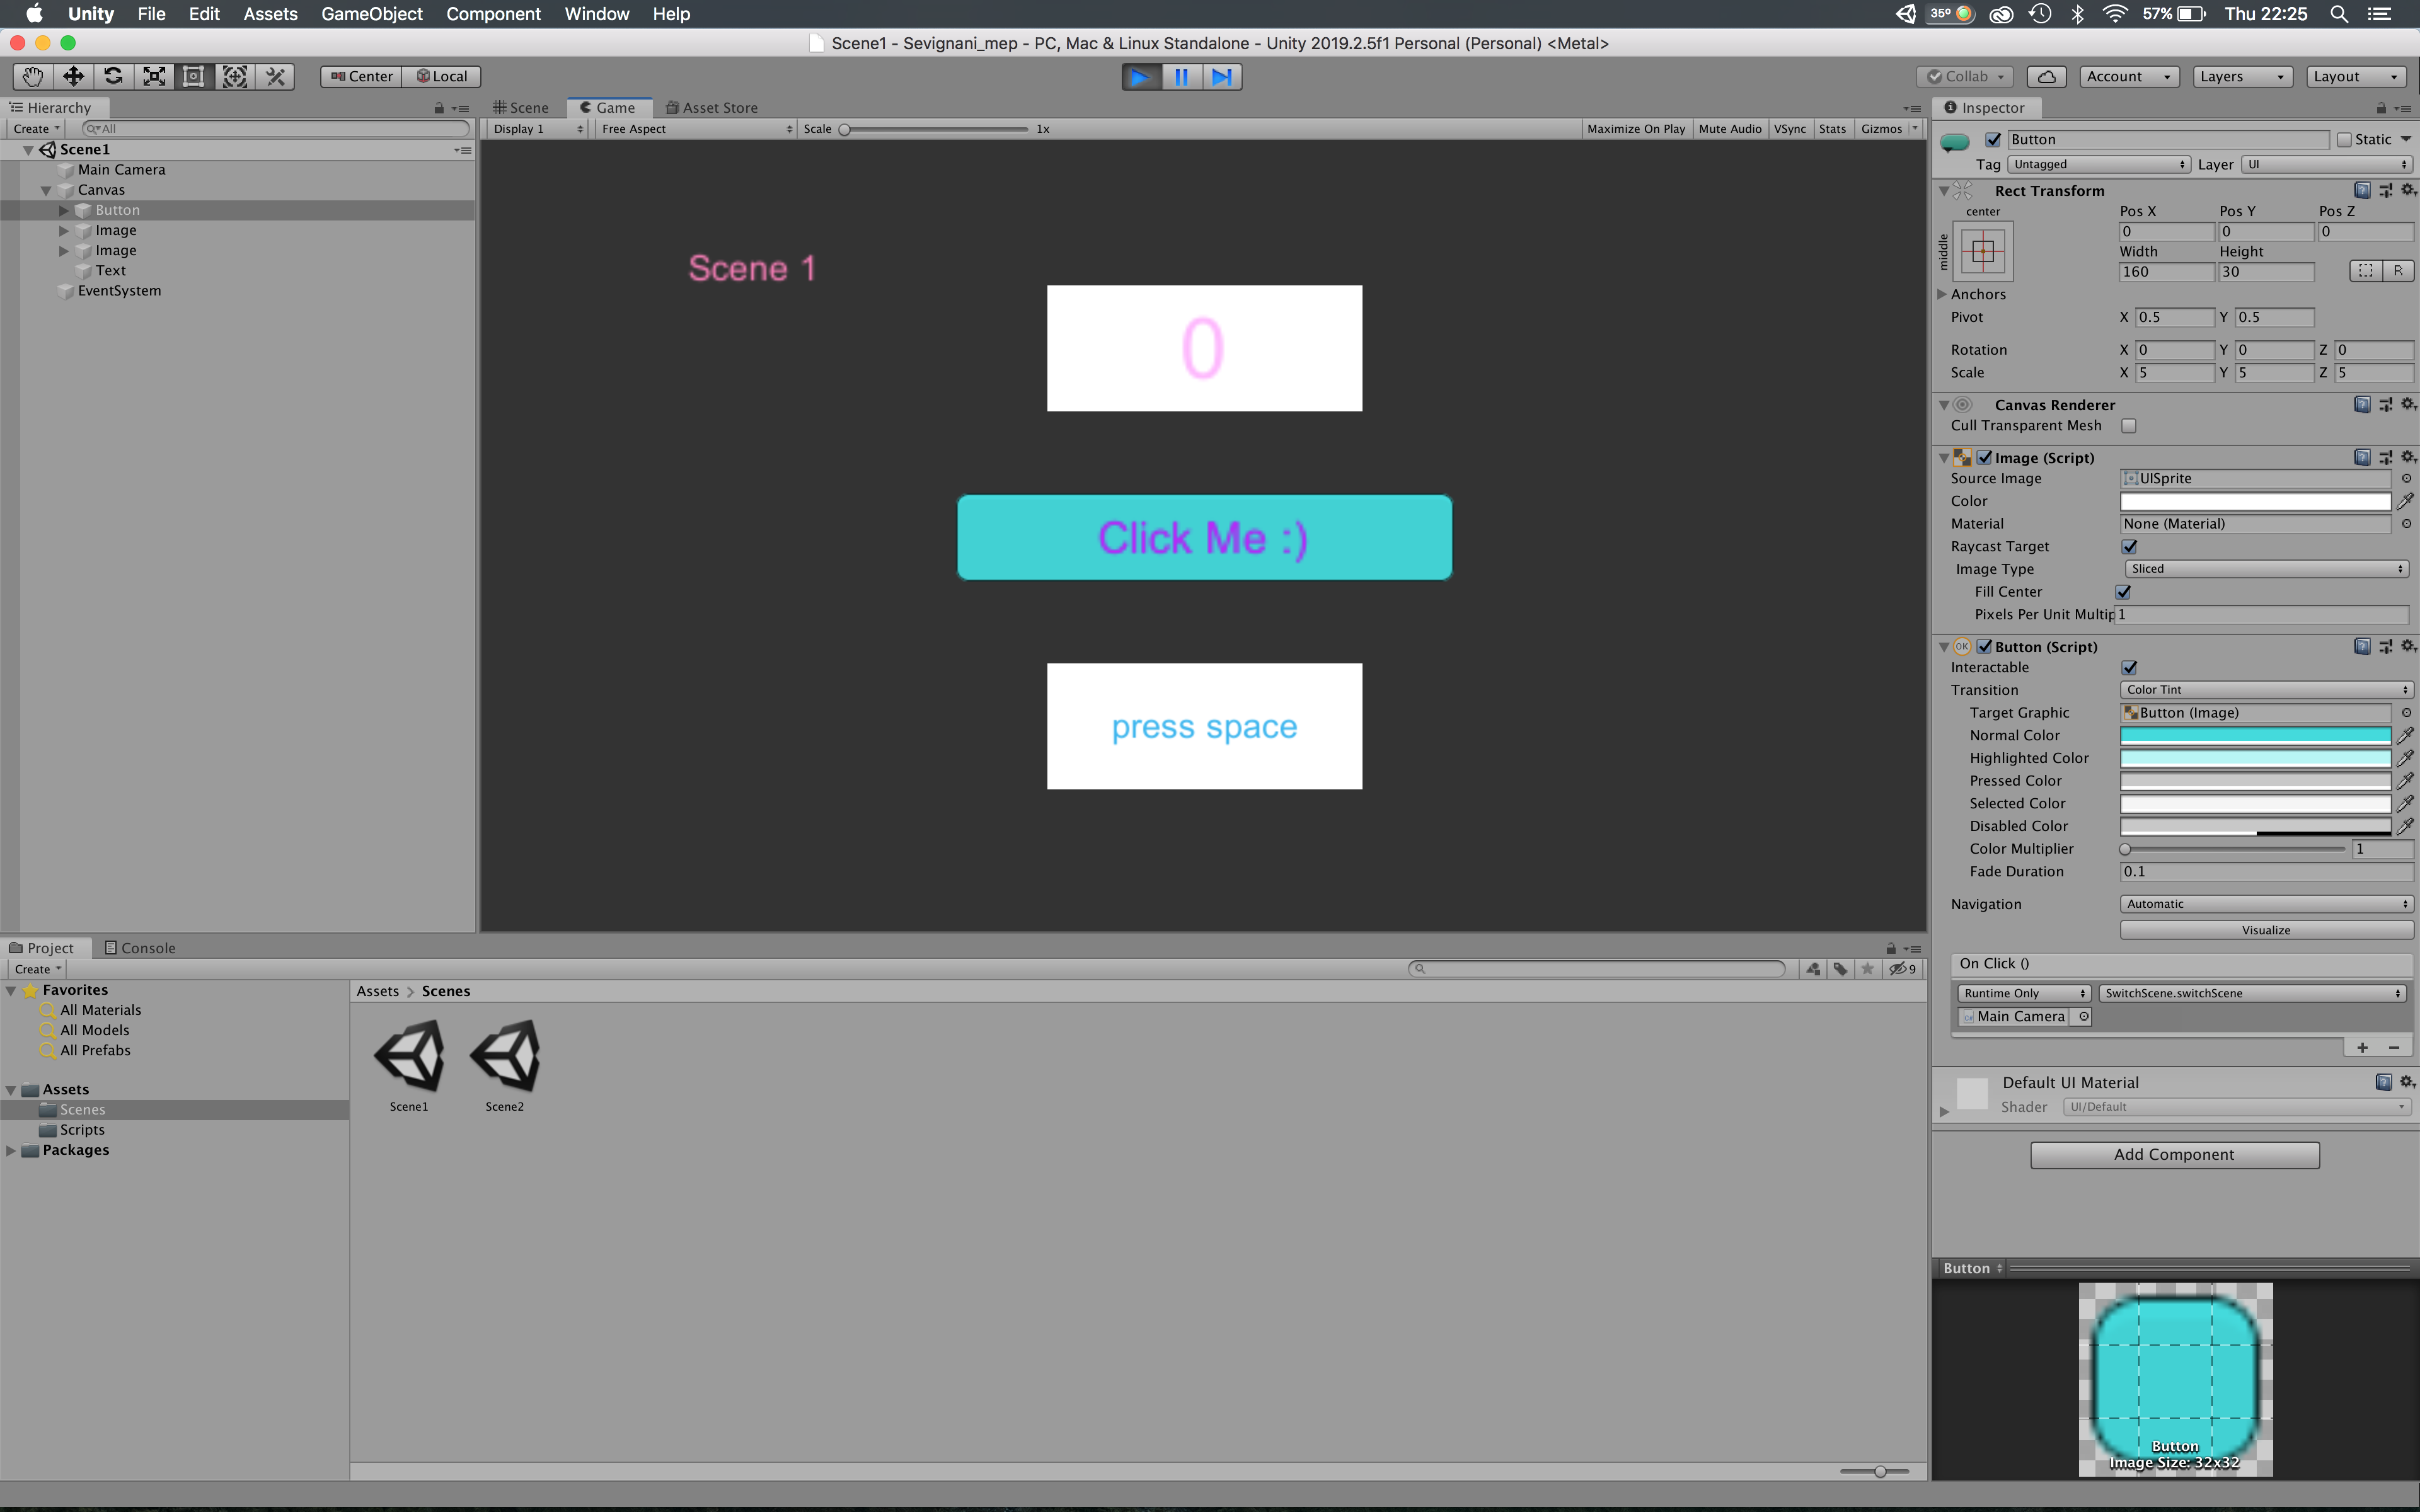 Unity File Edit Assets GameObject Component Window Help 35° 57% Thu 22:25
Scene1 - Sevignani_mep - PC, Mac & Linux Standalone - Unity 2019.2.5f1 Personal (Personal) <Metal>
Center Local Collab Account Layers Layout
Hierarchy
Create All
Scene1
Main Camera
Canvas
Button
Image
Image
Text
EventSystem
Scene Game Asset Store
Display 1 Free Aspect Scale 1x Maximize On Play Mute Audio VSync Stats Gizmos
Scene 1
0
Click Me :)
press space
Inspector
Button Static
Tag Untagged Layer UI
Rect Transform
center
middle
Pos X Pos Y Pos Z
0 0 0
Width Height
160 30 R
Anchors
Pivot X 0.5 Y 0.5
Rotation X 0 Y 0 Z 0
Scale X 5 Y 5 Z 5
Canvas Renderer
Cull Transparent Mesh
Image (Script)
Source Image UISprite
Color
Material None (Material)
Raycast Target
Image Type Sliced
Fill Center
Pixels Per Unit Multip 1
OK Button (Script)
Interactable
Transition Color Tint
Target Graphic Button (Image)
Normal Color
Highlighted Color
Pressed Color
Selected Color
Disabled Color
Color Multiplier 1
Fade Duration 0.1
Navigation Automatic
Visualize
On Click ()
Runtime Only SwitchScene.switchScene
Main Camera
+ −
Default UI Material
Shader UI/Default
Add Component
Button
Button
Image Size: 32x32
Project Console
Create 9
Favorites
All Materials
All Models
All Prefabs
Assets
Scenes
Scripts
Packages
Assets > Scenes
Scene1 Scene2